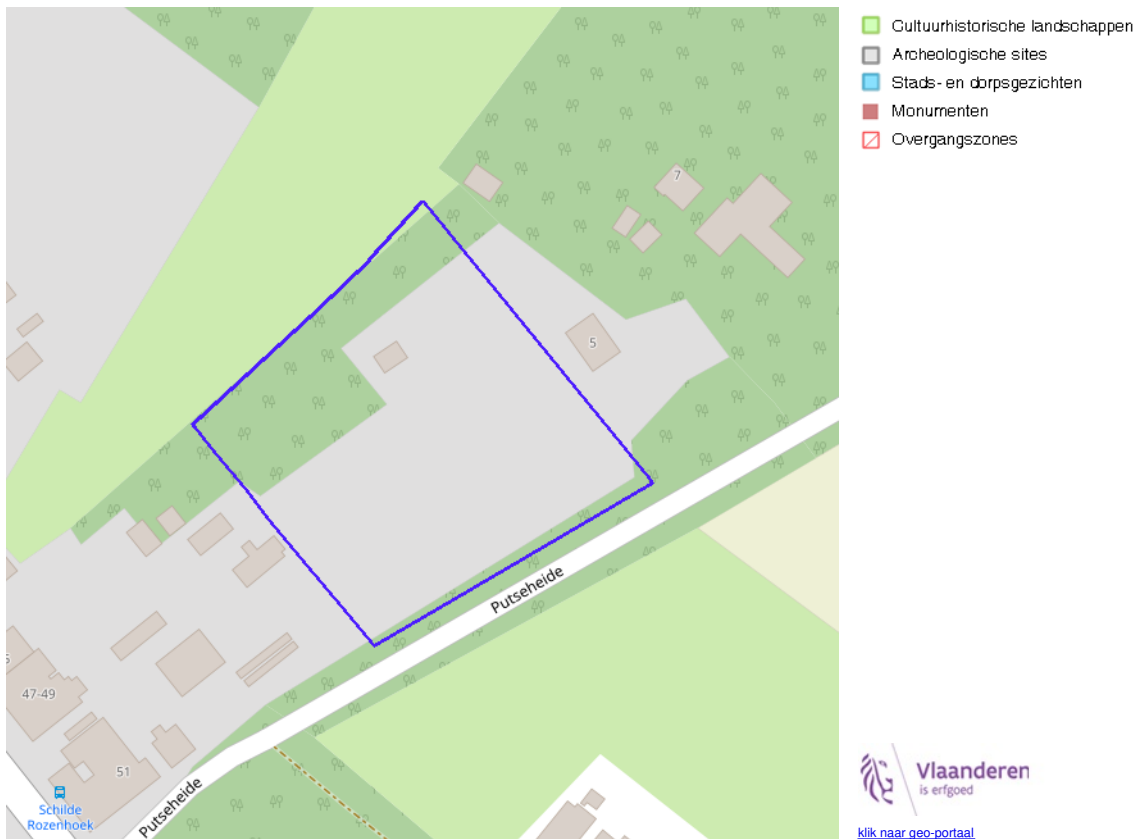 Cultuurhistorische landschappen
Archeologische sites
Stads- en dorpsgezichten
Monumenten
Overgangszones
7
5
Putseheide
47-49
51
Schilde
Rozenhoek
Putseheide
Vlaanderen
is erfgoed
klik naar geo-portaal